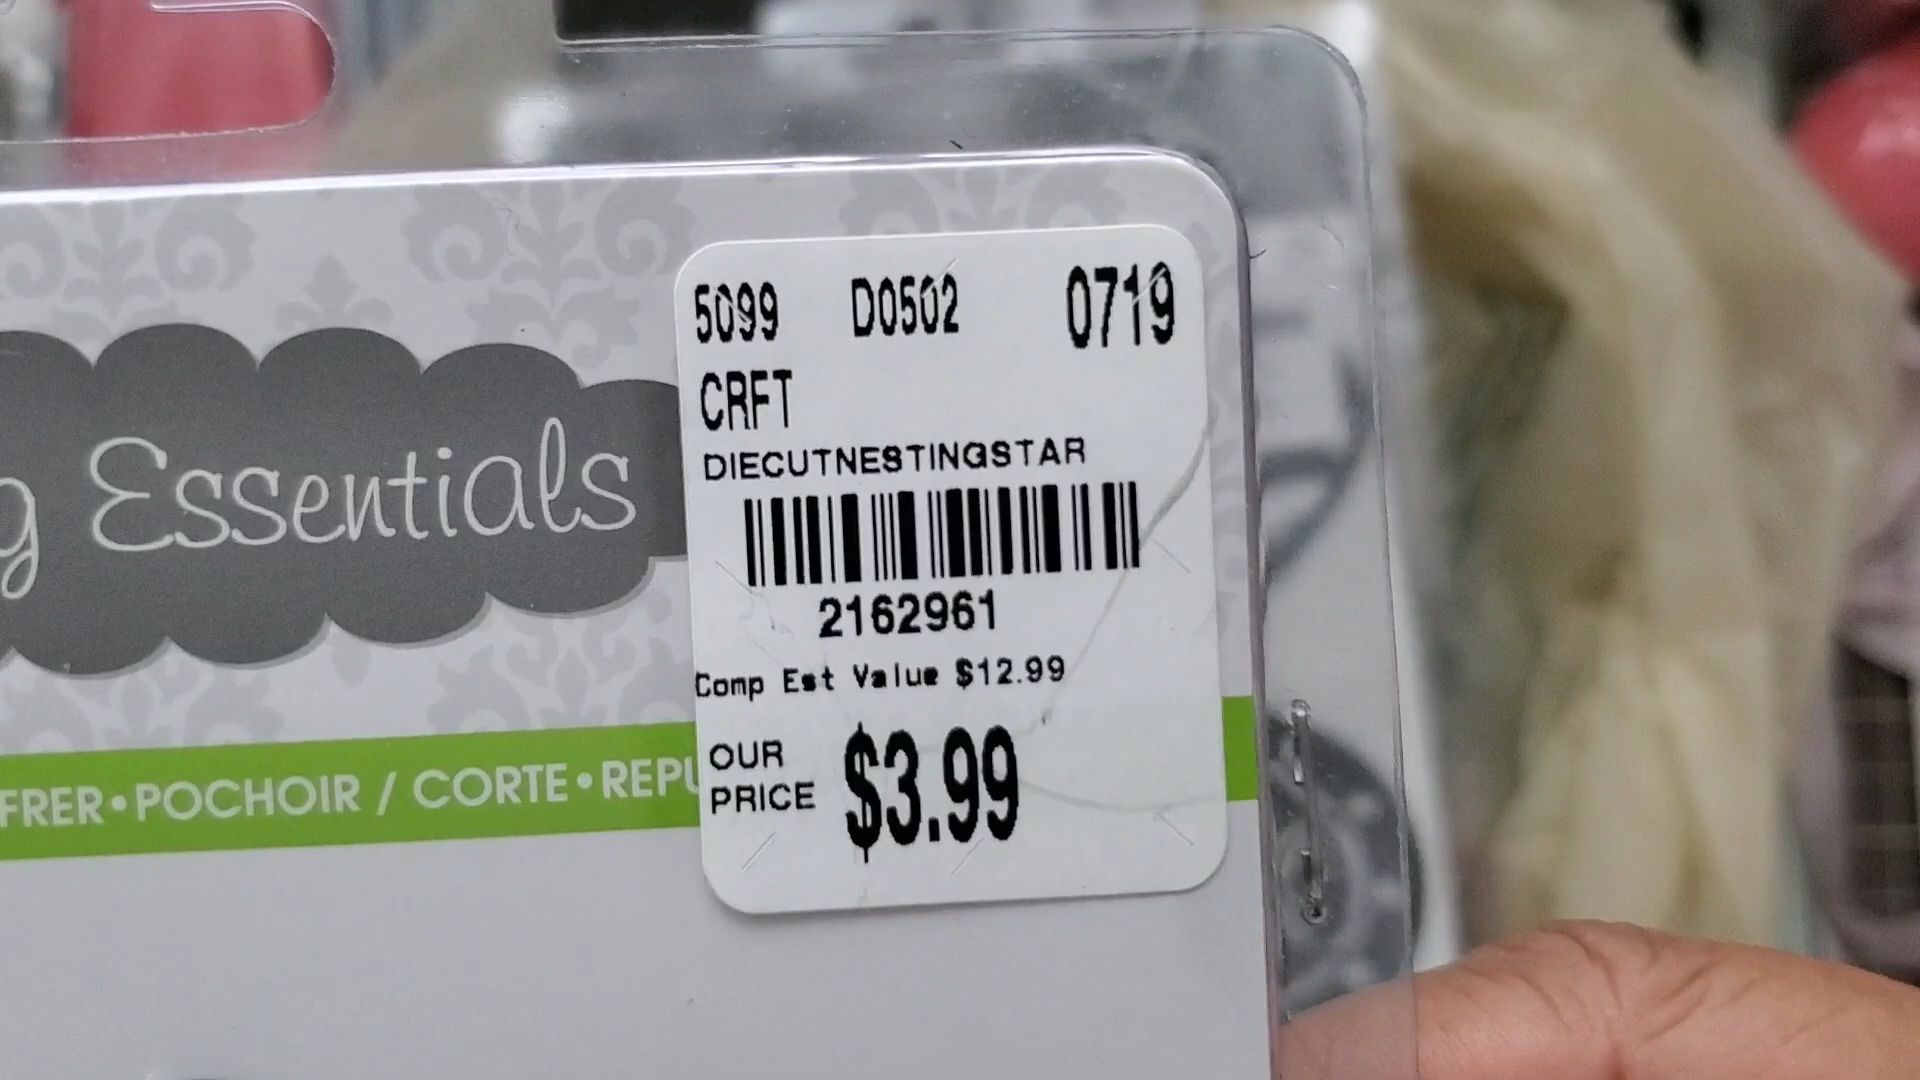 5099 D0502 0719
CRFT
DIECUTNESTINGSTAR
g Essentials
2162961
Comp Est Value $12.99
OUR PRICE $3.99
FRER•POCHOIR / CORTE•REPU